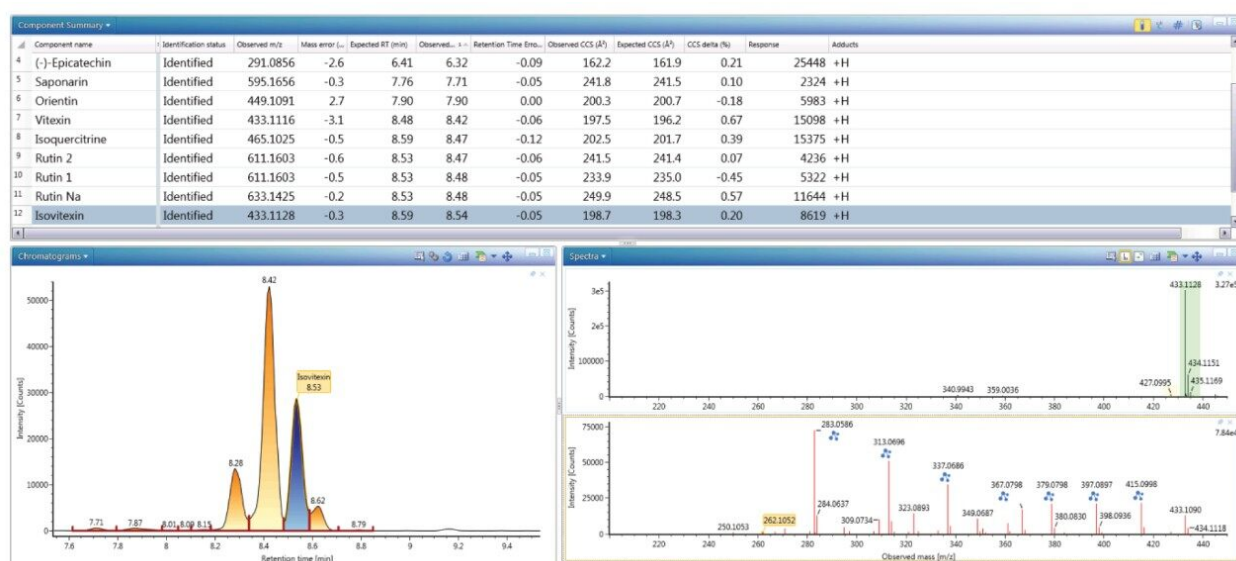 Component Summary
Component name Identification status Observed m/z Mass error (... Expected RT (min) Observed... Retention Time Erro... Observed CCS (Å²) Expected CCS (Å²) CCS delta (%) Response Adducts
4 (-)-Epicatechin Identified 291.0856 -2.6 6.41 6.32 -0.09 162.2 161.9 0.21 25448 +H
5 Saponarin Identified 595.1656 -0.3 7.76 7.71 -0.05 241.8 241.5 0.10 2324 +H
6 Orientin Identified 449.1091 2.7 7.90 7.90 0.00 200.3 200.7 -0.18 5983 +H
7 Vitexin Identified 433.1116 -3.1 8.48 8.42 -0.06 197.5 196.2 0.67 15098 +H
8 Isoquercitrine Identified 465.1025 -0.5 8.59 8.47 -0.12 202.5 201.7 0.39 15375 +H
9 Rutin 2 Identified 611.1603 -0.6 8.53 8.47 -0.06 241.5 241.4 0.07 4236 +H
10 Rutin 1 Identified 611.1603 -0.5 8.53 8.48 -0.05 233.9 235.0 -0.45 5322 +H
11 Rutin Na Identified 633.1425 -0.2 8.53 8.48 -0.05 249.9 248.5 0.57 11644 +H
12 Isovitexin Identified 433.1128 -0.3 8.59 8.54 -0.05 198.7 198.3 0.20 8619 +H
Chromatograms
Intensity [Counts]
50000
40000
30000
20000
10000
0
8.42
Isovitexin
8.53
8.28
8.62
7.71 7.87 8.01 8.09 8.15 8.79
7.6 7.8 8 8.2 8.4 8.6 8.8 9 9.2 9.4
Retention time [min]
Spectra
Intensity [Counts]
3e5
2e5
100000
0
433.1128 3.27e5
434.1151
427.0995 435.1169
340.9943 359.0036
220 240 260 280 300 320 340 360 380 400 420 440
Intensity [Counts]
75000
50000
25000
0
283.0586 7.84e4
313.0696
337.0686
367.0798 379.0798 397.0897 415.0998
284.0637 323.0893
433.1090
250.1053 262.1052 309.0734 349.0687 380.0830 398.0936 434.1118
220 240 260 280 300 320 340 360 380 400 420 440
Observed mass [m/z]